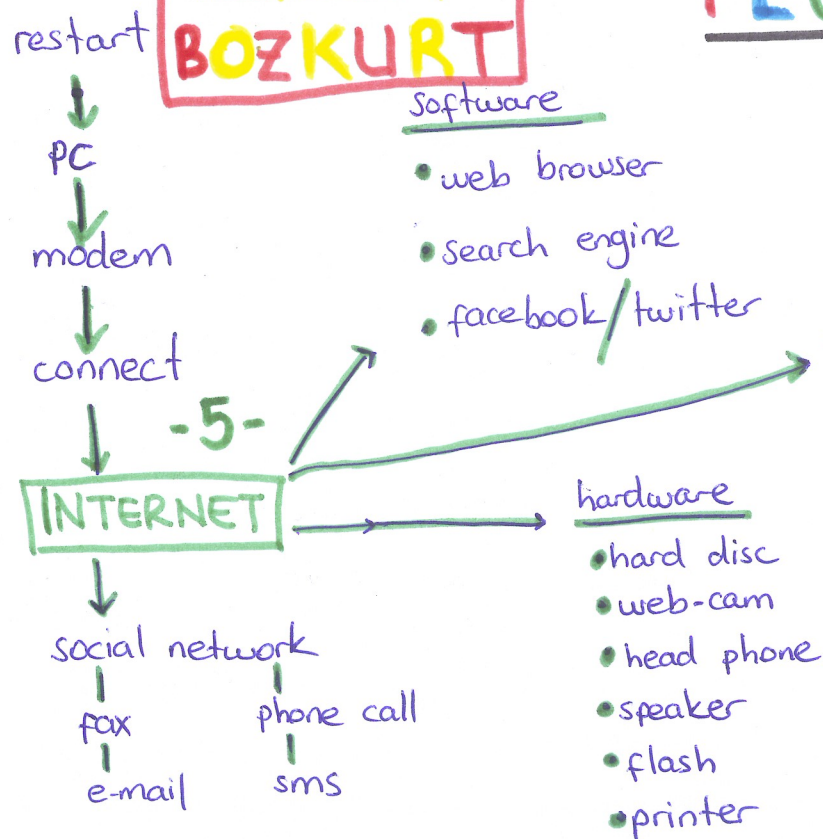 restart
BOZKURT
PC
modem
connect
-5-
INTERNET
social network
fax
phone call
e-mail
sms
software
• web browser
• search engine
• facebook/twitter
hardware
• hard disc
• web-cam
• head phone
• speaker
• flash
• printer